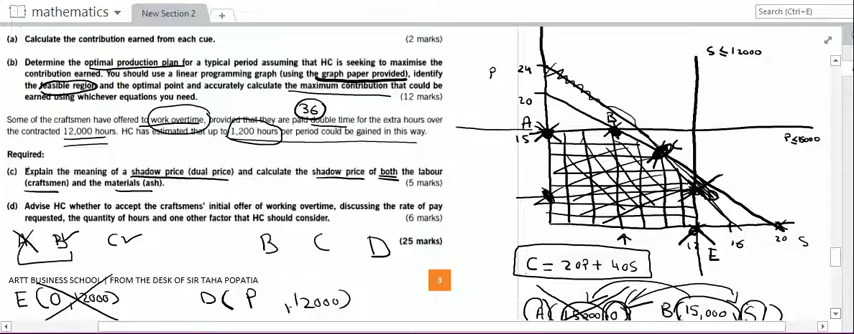 mathematics
New Section 2
Search (Ctrl+E)
(a) Calculate the contribution earned from each cue. (2 marks)
(b) Determine the optimal production plan for a typical period assuming that HC is seeking to maximise the
contribution earned. You should use a linear programming graph (using the graph paper provided), identify
the feasible region and the optimal point and accurately calculate the maximum contribution that could be
earned using whichever equations you need. (12 marks)
36
Some of the craftsmen have offered to work overtime, provided that they are paid double time for the extra hours over
the contracted 12,000 hours. HC has estimated that up to 1,200 hours per period could be gained in this way.
Required:
(c) Explain the meaning of a shadow price (dual price) and calculate the shadow price of both the labour
(craftsmen) and the materials (ash). (5 marks)
(d) Advise HC whether to accept the craftsmen's initial offer of working overtime, discussing the rate of pay
requested, the quantity of hours and one other factor that HC should consider. (6 marks)
(25 marks)
A B C B C D
ARTT BUSINESS SCHOOL / FROM THE DESK OF SIR TAHA POPATIA
3
E (0, 12000) D( P , 12000)
S ≤ 12000
P
24
20
A
B
15
P ≤ 15000
12 16 20 S
E
C = 20P + 40S
A (15000, 0) B (15,000, S)